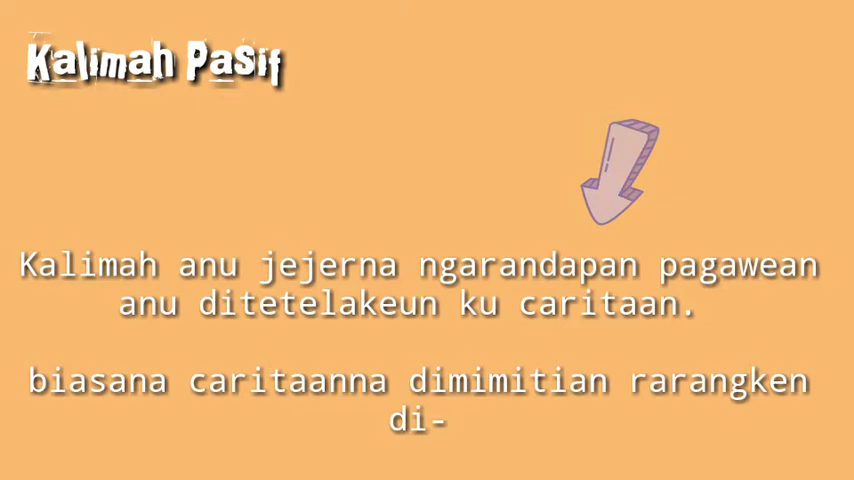 Kalimah Pasif
Kalimah anu jejerna ngarandapan pagawean
anu ditetelakeun ku caritaan.
biasana caritaanna dimimitian rarangken
di-